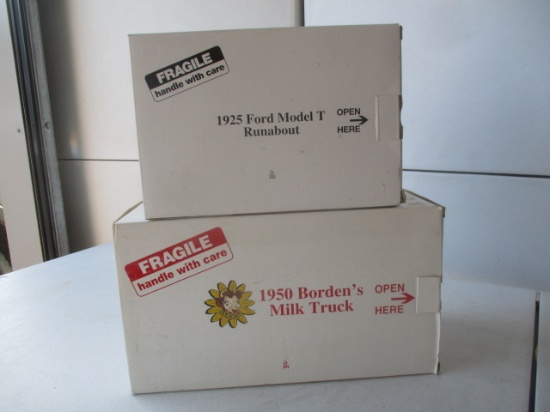 FRAGILE
handle with care
1925 Ford Model T
Runabout
OPEN
HERE
FRAGILE
handle with care
1950 Borden's
Milk Truck
OPEN
HERE